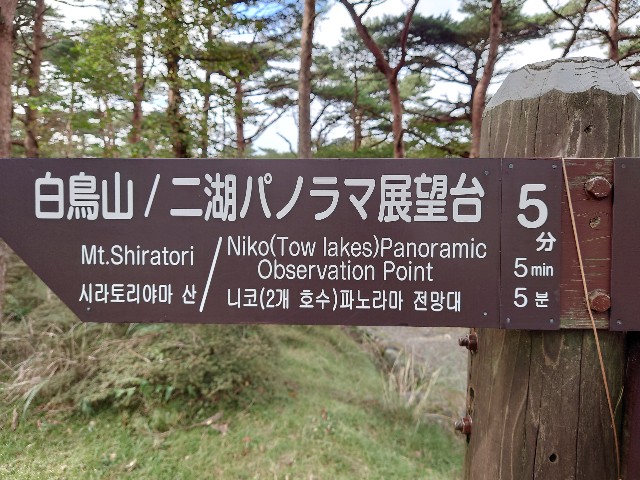 白鳥山/二湖パノラマ展望台
5分
Mt.Shiratori/Niko(Tow lakes)Panoramic
Observation Point
5min
시라토리야마 산/니코(2개 호수)파노라마 전망대
5분